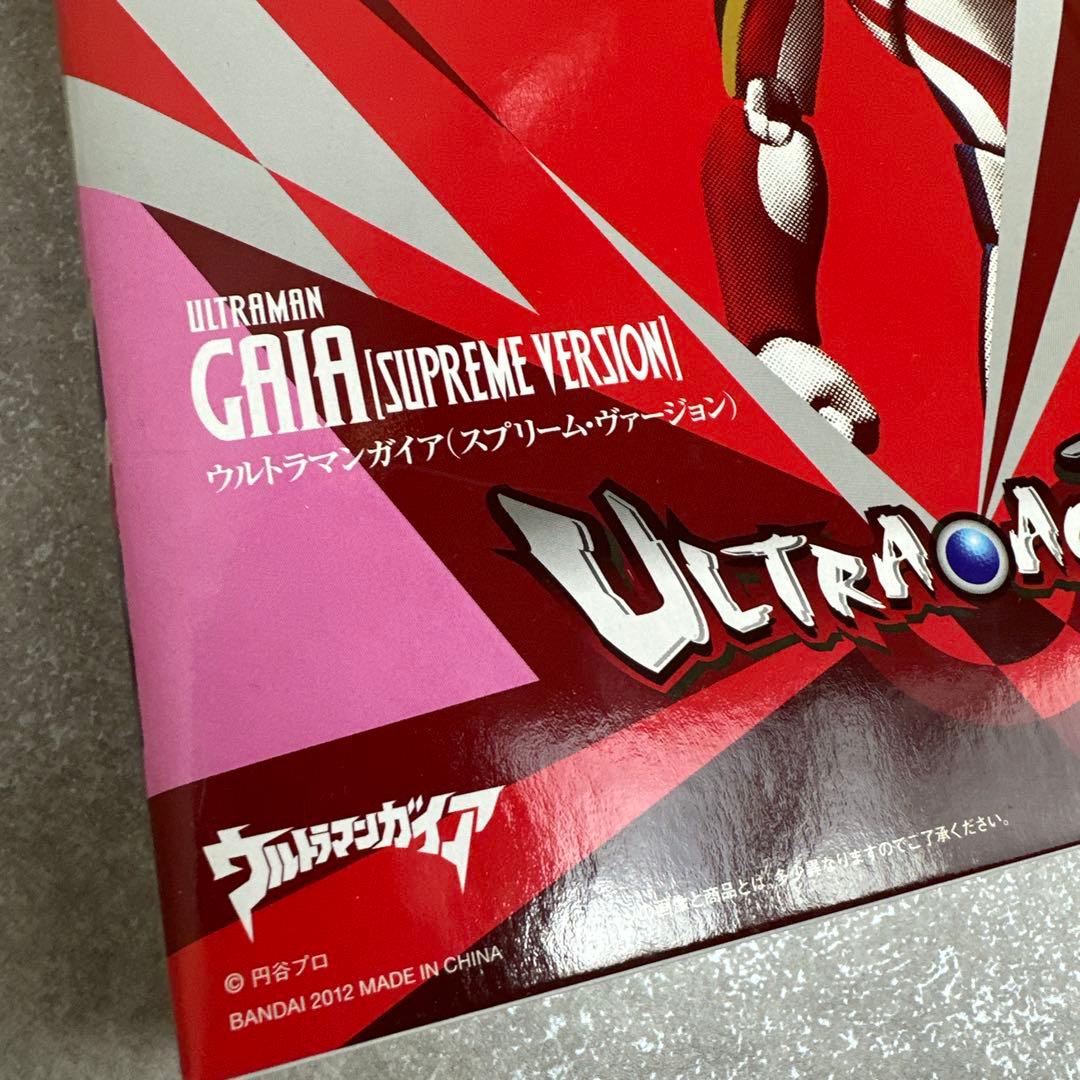 ULTRAMAN
GAIA [SUPREME VERSION]
ウルトラマンガイア(スプリーム・ヴァージョン)
ULTRA
ウルトラマンガイア
画像と商品とは、多少異なりますのでご了承ください。
© 円谷プロ
BANDAI 2012 MADE IN CHINA